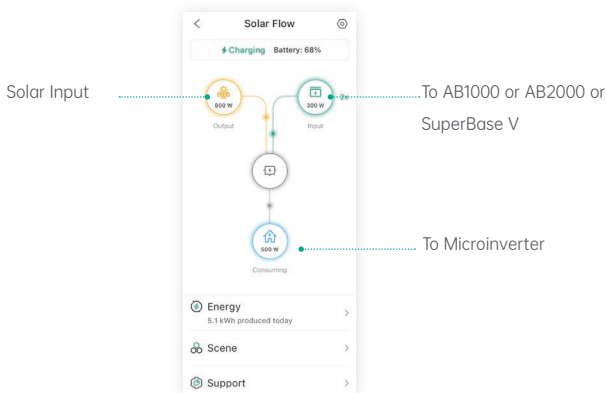 Solar Flow
Charging Battery: 68%
Solar Input
800 W
300 W
2x
To AB1000 or AB2000 or
SuperBase V
Output
Input
500 W
To Microinverter
Consuming
Energy
5.1 kWh produced today
Scene
Support